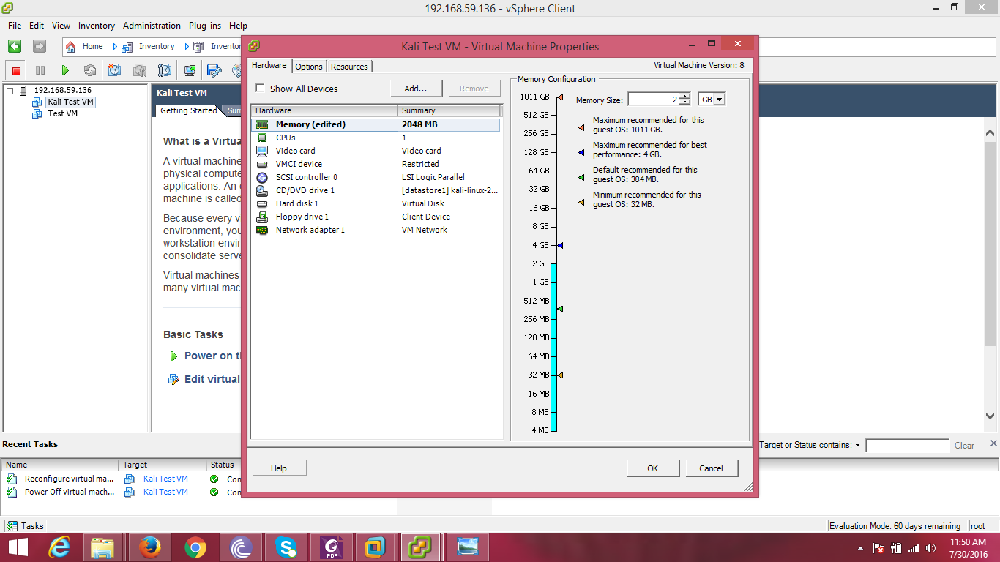 192.168.59.136 - vSphere Client
File Edit View Inventory Administration Plug-ins Help
Home Inventory Inventor
192.168.59.136
Kali Test VM
Test VM
Kali Test VM
Getting Started Sum
What is a Virtua
A virtual machine
physical compute
applications. An
machine is called
Because every v
environment, you
workstation envir
consolidate serve
Virtual machines
many virtual mac
Basic Tasks
Power on th
Edit virtual
Kali Test VM - Virtual Machine Properties
Hardware Options Resources
Virtual Machine Version: 8
Show All Devices Add... Remove
Hardware Summary
Memory (edited) 2048 MB
CPUs 1
Video card Video card
VMCI device Restricted
SCSI controller 0 LSI Logic Parallel
CD/DVD drive 1 [datastore1] kali-linux-2...
Hard disk 1 Virtual Disk
Floppy drive 1 Client Device
Network adapter 1 VM Network
Memory Configuration
1011 GB
512 GB
256 GB
128 GB
64 GB
32 GB
16 GB
8 GB
4 GB
2 GB
1 GB
512 MB
256 MB
128 MB
64 MB
32 MB
16 MB
8 MB
4 MB
Memory Size: 2 GB
Maximum recommended for this
guest OS: 1011 GB.
Maximum recommended for best
performance: 4 GB.
Default recommended for this
guest OS: 384 MB.
Minimum recommended for this
guest OS: 32 MB.
Help OK Cancel
Recent Tasks
Target or Status contains: Clear
Name Target Status
Reconfigure virtual ma... Kali Test VM Con
Power Off virtual mach... Kali Test VM Con
Tasks Evaluation Mode: 60 days remaining root
PDF
11:50 AM
7/30/2016